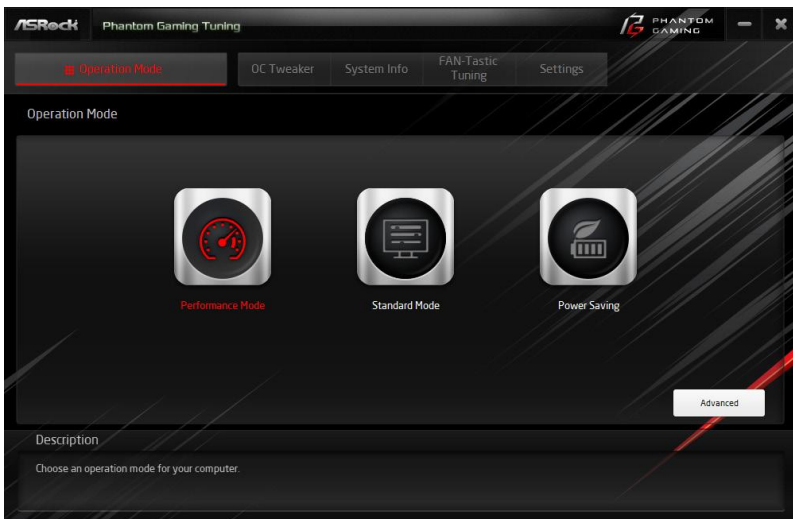 ASRock Phantom Gaming Tuning PHANTOM GAMING
Operation Mode OC Tweaker System Info FAN-Tastic Tuning Settings
Operation Mode
Performance Mode Standard Mode Power Saving
Advanced
Description
Choose an operation mode for your computer.